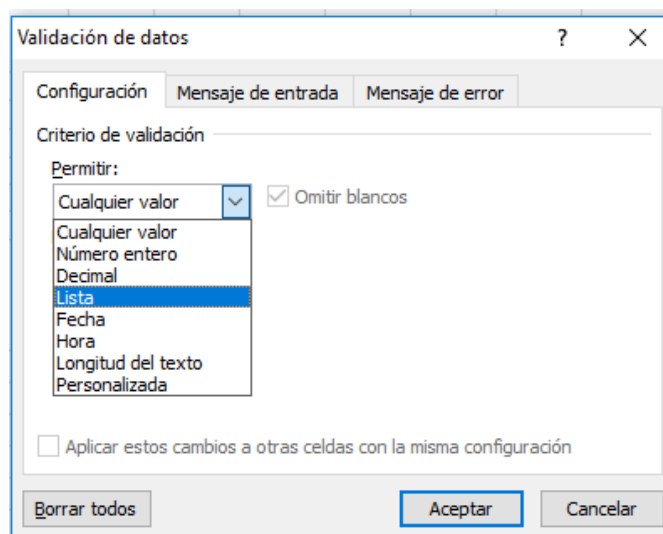 Validación de datos ? X
Configuración Mensaje de entrada Mensaje de error
Criterio de validación
Permitir:
Cualquier valor Omitir blancos
Cualquier valor
Número entero
Decimal
Lista
Fecha
Hora
Longitud del texto
Personalizada
Aplicar estos cambios a otras celdas con la misma configuración
Borrar todos Aceptar Cancelar